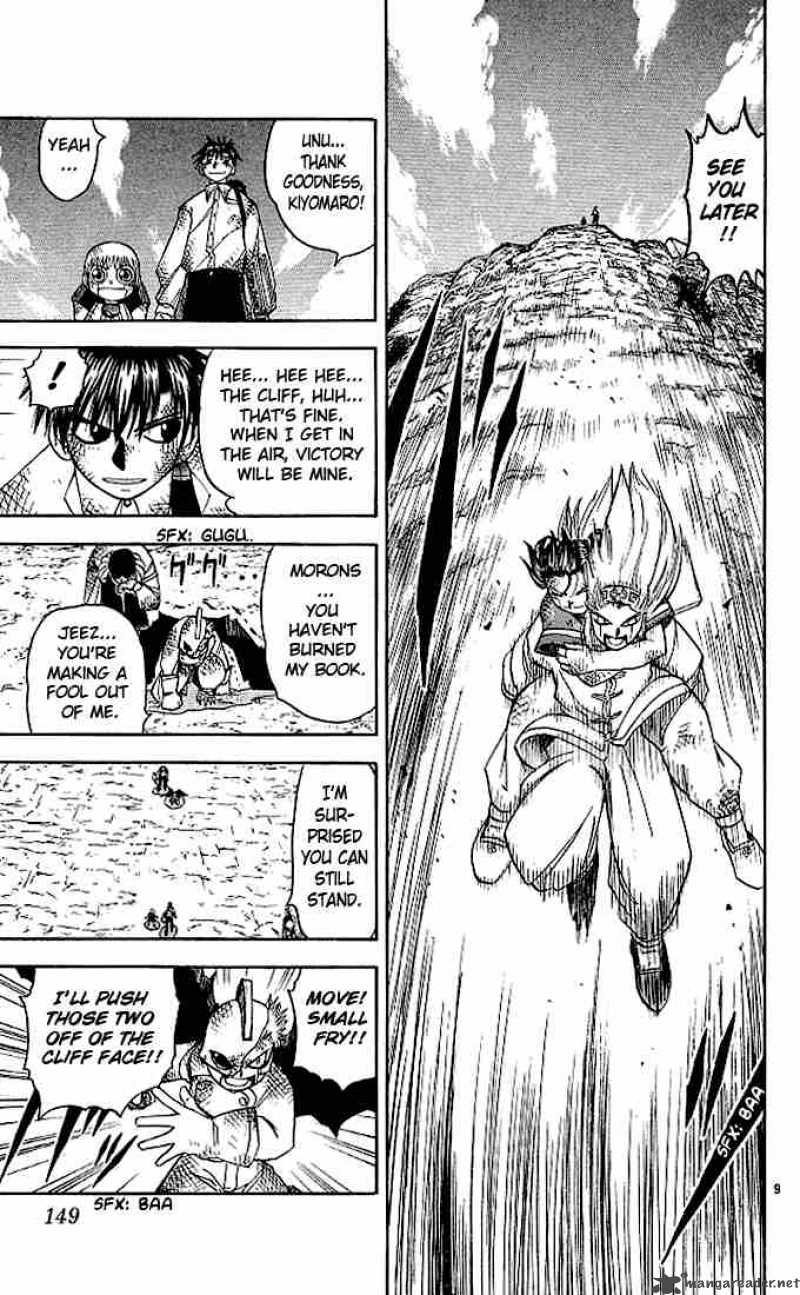 SEE
YOU
LATER
!!
SFX: BAA
9
UNU...
THANK
GOODNESS,
KIYOMARO!
YEAH
...
HEE... HEE HEE...
THE CLIFF, HUH...
THAT'S FINE.
WHEN I GET IN
THE AIR, VICTORY
WILL BE MINE.
!
SFX: GUGU.
グググ
MORONS
...
YOU
HAVEN'T
BURNED
MY BOOK.
JEEZ...
YOU'RE
MAKING A
FOOL OUT
OF ME.
I'M
SUR-
PRISED
YOU CAN
STILL
STAND.
MOVE!
SMALL
FRY!!
I'LL PUSH
THOSE TWO
OFF OF THE
CLIFF FACE!!
SFX: BAA
149
mangareader.net